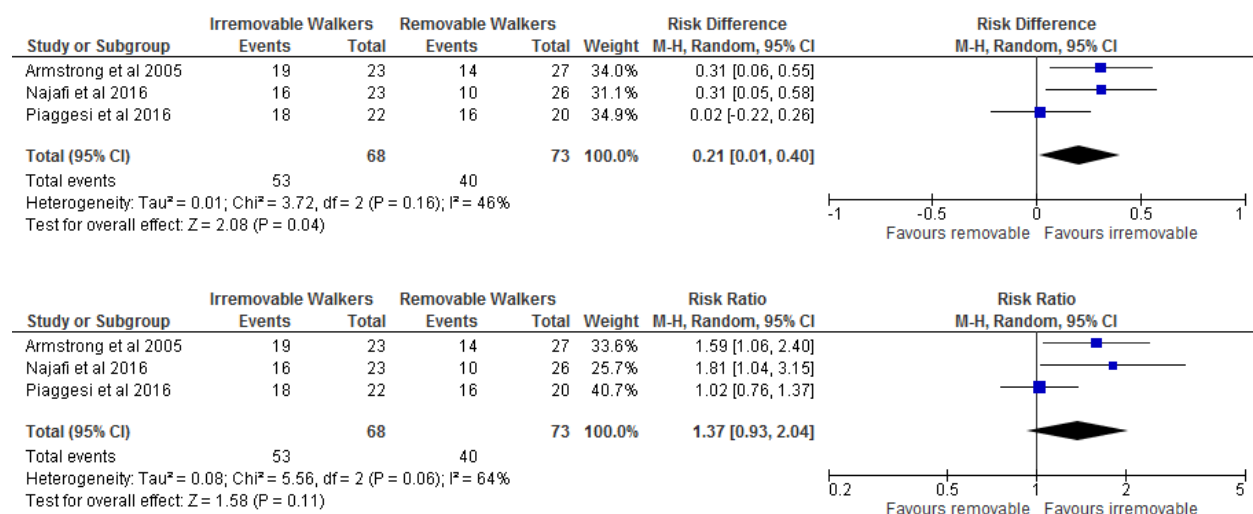 Irremovable Walkers Removable Walkers Risk Difference Risk Difference
Study or Subgroup Events Total Events Total Weight M-H, Random, 95% CI M-H, Random, 95% CI
Armstrong et al 2005 19 23 14 27 34.0% 0.31 [0.06, 0.55]
Najafi et al 2016 16 23 10 26 31.1% 0.31 [0.05, 0.58]
Piaggesi et al 2016 18 22 16 20 34.9% 0.02 [-0.22, 0.26]
Total (95% CI) 68 73 100.0% 0.21 [0.01, 0.40]
Total events 53 40
Heterogeneity: Tau² = 0.01; Chi² = 3.72, df = 2 (P = 0.16); I² = 46%
Test for overall effect: Z = 2.08 (P = 0.04)
-1 -0.5 0 0.5 1
Favours removable Favours irremovable
Irremovable Walkers Removable Walkers Risk Ratio Risk Ratio
Study or Subgroup Events Total Events Total Weight M-H, Random, 95% CI M-H, Random, 95% CI
Armstrong et al 2005 19 23 14 27 33.6% 1.59 [1.06, 2.40]
Najafi et al 2016 16 23 10 26 25.7% 1.81 [1.04, 3.15]
Piaggesi et al 2016 18 22 16 20 40.7% 1.02 [0.76, 1.37]
Total (95% CI) 68 73 100.0% 1.37 [0.93, 2.04]
Total events 53 40
Heterogeneity: Tau² = 0.08; Chi² = 5.56, df = 2 (P = 0.06); I² = 64%
Test for overall effect: Z = 1.58 (P = 0.11)
0.2 0.5 1 2 5
Favours removable Favours irremovable